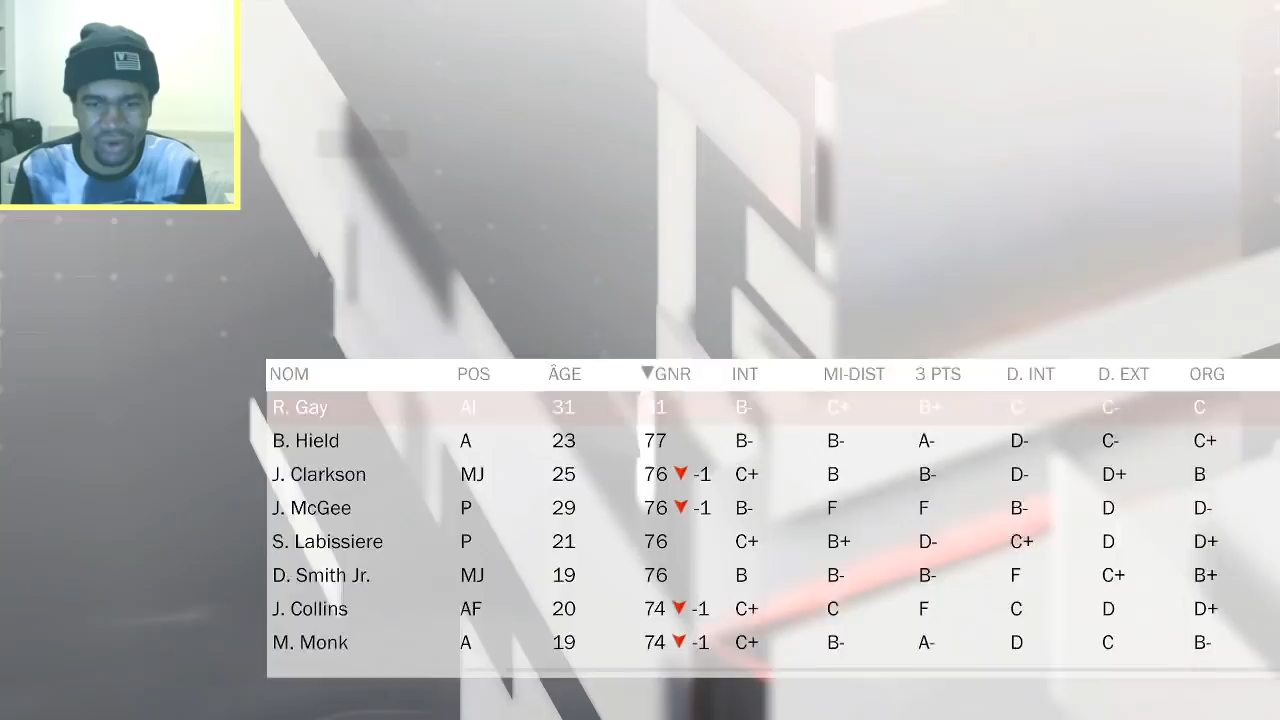 NOM POS ÂGE GNR INT MI-DIST 3 PTS D. INT D. EXT ORG
R. Gay AI 31 B- C+ B+ C C- C
B. Hield A 23 77 B- B- A- D- C- C+
J. Clarkson MJ 25 76 -1 C+ B B- D- D+ B
J. McGee P 29 76 -1 B- F F B- D D-
S. Labissiere P 21 76 C+ B+ D- C+ D D+
D. Smith Jr. MJ 19 76 B B- B- F C+ B+
J. Collins AF 20 74 -1 C+ C F C D D+
M. Monk A 19 74 -1 C+ B- A- D C B-